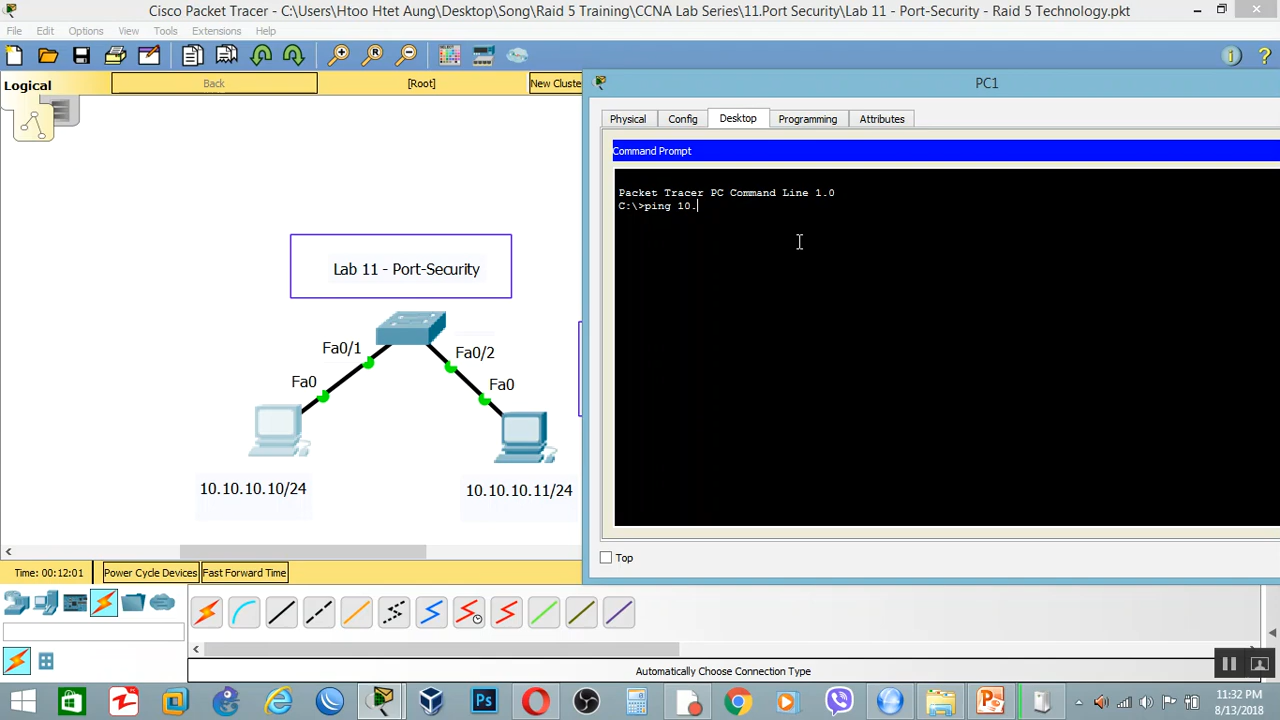 Cisco Packet Tracer - C:\Users\Htoo Htet Aung\Desktop\Song\Raid 5 Training\CCNA Lab Series\11.Port Security\Lab 11 - Port-Security - Raid 5 Technology.pkt
File Edit Options View Tools Extensions Help
Logical Back [Root] New Cluste
PC1
Physical Config Desktop Programming Attributes
Command Prompt
Packet Tracer PC Command Line 1.0
C:\>ping 10.
Lab 11 - Port-Security
Fa0/1
Fa0/2
Fa0
Fa0
10.10.10.10/24
10.10.10.11/24
Top
Time: 00:12:01 Power Cycle Devices Fast Forward Time
Automatically Choose Connection Type
11:32 PM
8/13/2018